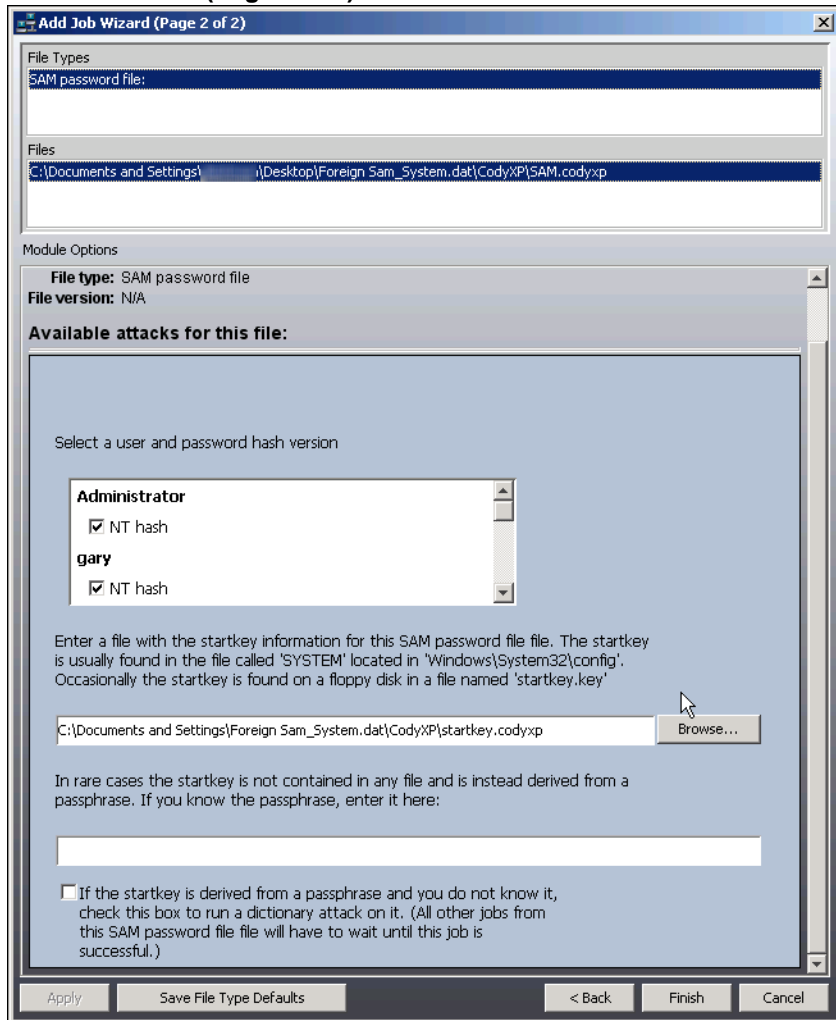 Add Job Wizard (Page 2 of 2)
File Types
SAM password file:
Files
C:\Documents and Settings\ \Desktop\Foreign Sam_System.dat\CodyXP\SAM.codyxp
Module Options
File type: SAM password file
File version: N/A
Available attacks for this file:
Select a user and password hash version
Administrator
NT hash
gary
NT hash
Enter a file with the startkey information for this SAM password file file. The startkey
is usually found in the file called 'SYSTEM' located in 'Windows\System32\config'.
Occasionally the startkey is found on a floppy disk in a file named 'startkey.key'
C:\Documents and Settings\Foreign Sam_System.dat\CodyXP\startkey.codyxp
Browse...
In rare cases the startkey is not contained in any file and is instead derived from a
passphrase. If you know the passphrase, enter it here:
If the startkey is derived from a passphrase and you do not know it,
check this box to run a dictionary attack on it. (All other jobs from
this SAM password file file will have to wait until this job is
successful.)
Apply Save File Type Defaults < Back Finish Cancel